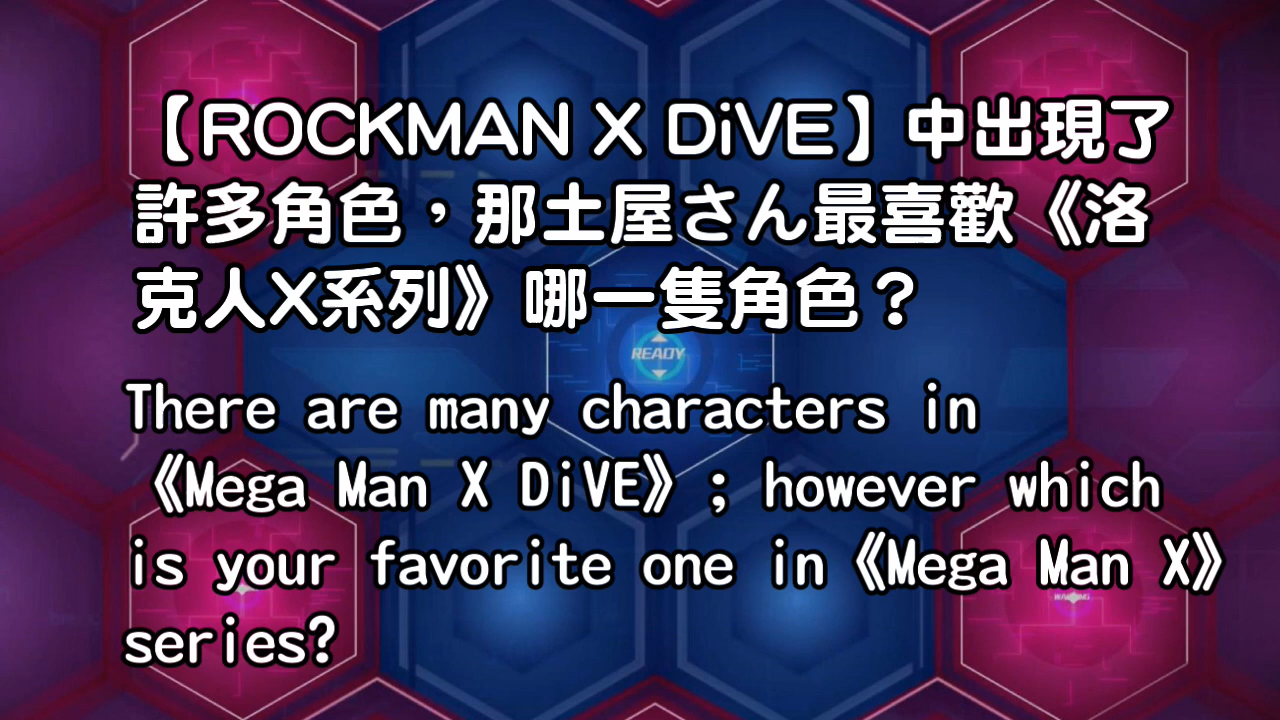 【ROCKMAN X DiVE】中出現了
許多角色，那土屋さん最喜歡《洛
克人X系列》哪一隻角色？
READY
There are many characters in
《Mega Man X DiVE》; however which
is your favorite one in《Mega Man X》
WARNING
series?